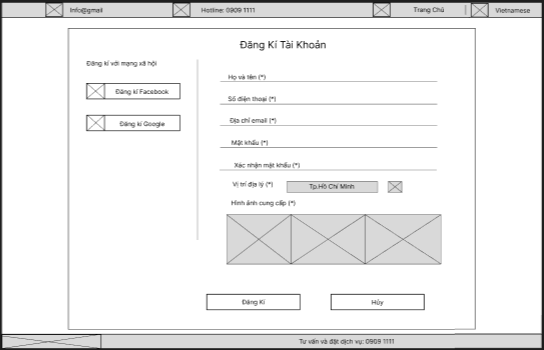 Info@gmail
Hotline: 0909 1111
Trang Chủ
Vietnamese
Đăng Kí Tài Khoản
Đăng kí với mạng xã hội
Đăng kí Facebook
Đăng kí Google
Họ và tên (*)
Số điện thoại (*)
Địa chỉ email (*)
Mật khẩu (*)
Xác nhận mật khẩu (*)
Vị trí địa lý (*)
Tp.Hồ Chí Minh
Hình ảnh cung cấp (*)
Đăng Kí
Hủy
Tư vấn và đặt dịch vụ: 0909 1111